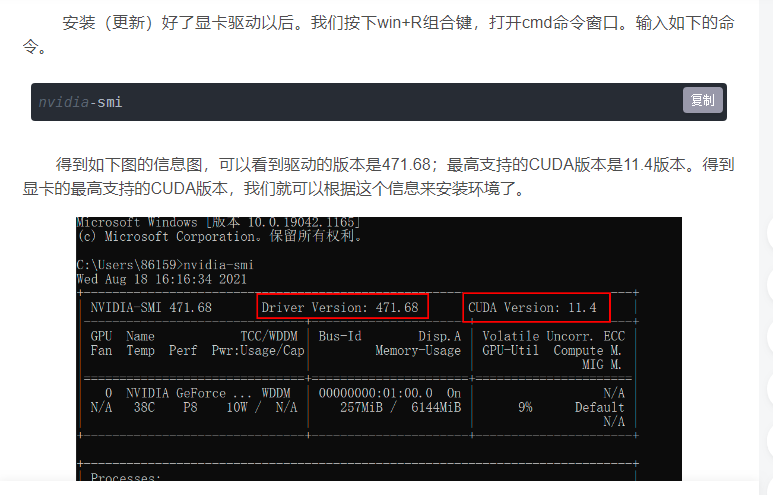 安装（更新）好了显卡驱动以后。我们按下win+R组合键，打开cmd命令窗口。输入如下的命
令。
nvidia-smi
复制
得到如下图的信息图，可以看到驱动的版本是471.68；最高支持的CUDA版本是11.4版本。得到
显卡的最高支持的CUDA版本，我们就可以根据这个信息来安装环境了。
Microsoft Windows [版本 10.0.19042.1165]
(c) Microsoft Corporation。保留所有权利。
C:\Users\86159>nvidia-smi
Wed Aug 18 16:16:34 2021
NVIDIA-SMI 471.68 Driver Version: 471.68 CUDA Version: 11.4
GPU Name TCC/WDDM | Bus-Id Disp.A | Volatile Uncorr. ECC
Fan Temp Perf Pwr:Usage/Cap| Memory-Usage | GPU-Util Compute M.
MIG M.
0 NVIDIA GeForce ... WDDM | 00000000:01:00.0 On | N/A
N/A 38C P8 10W / N/A | 257MiB / 6144MiB | 9% Default
N/A
Processes: